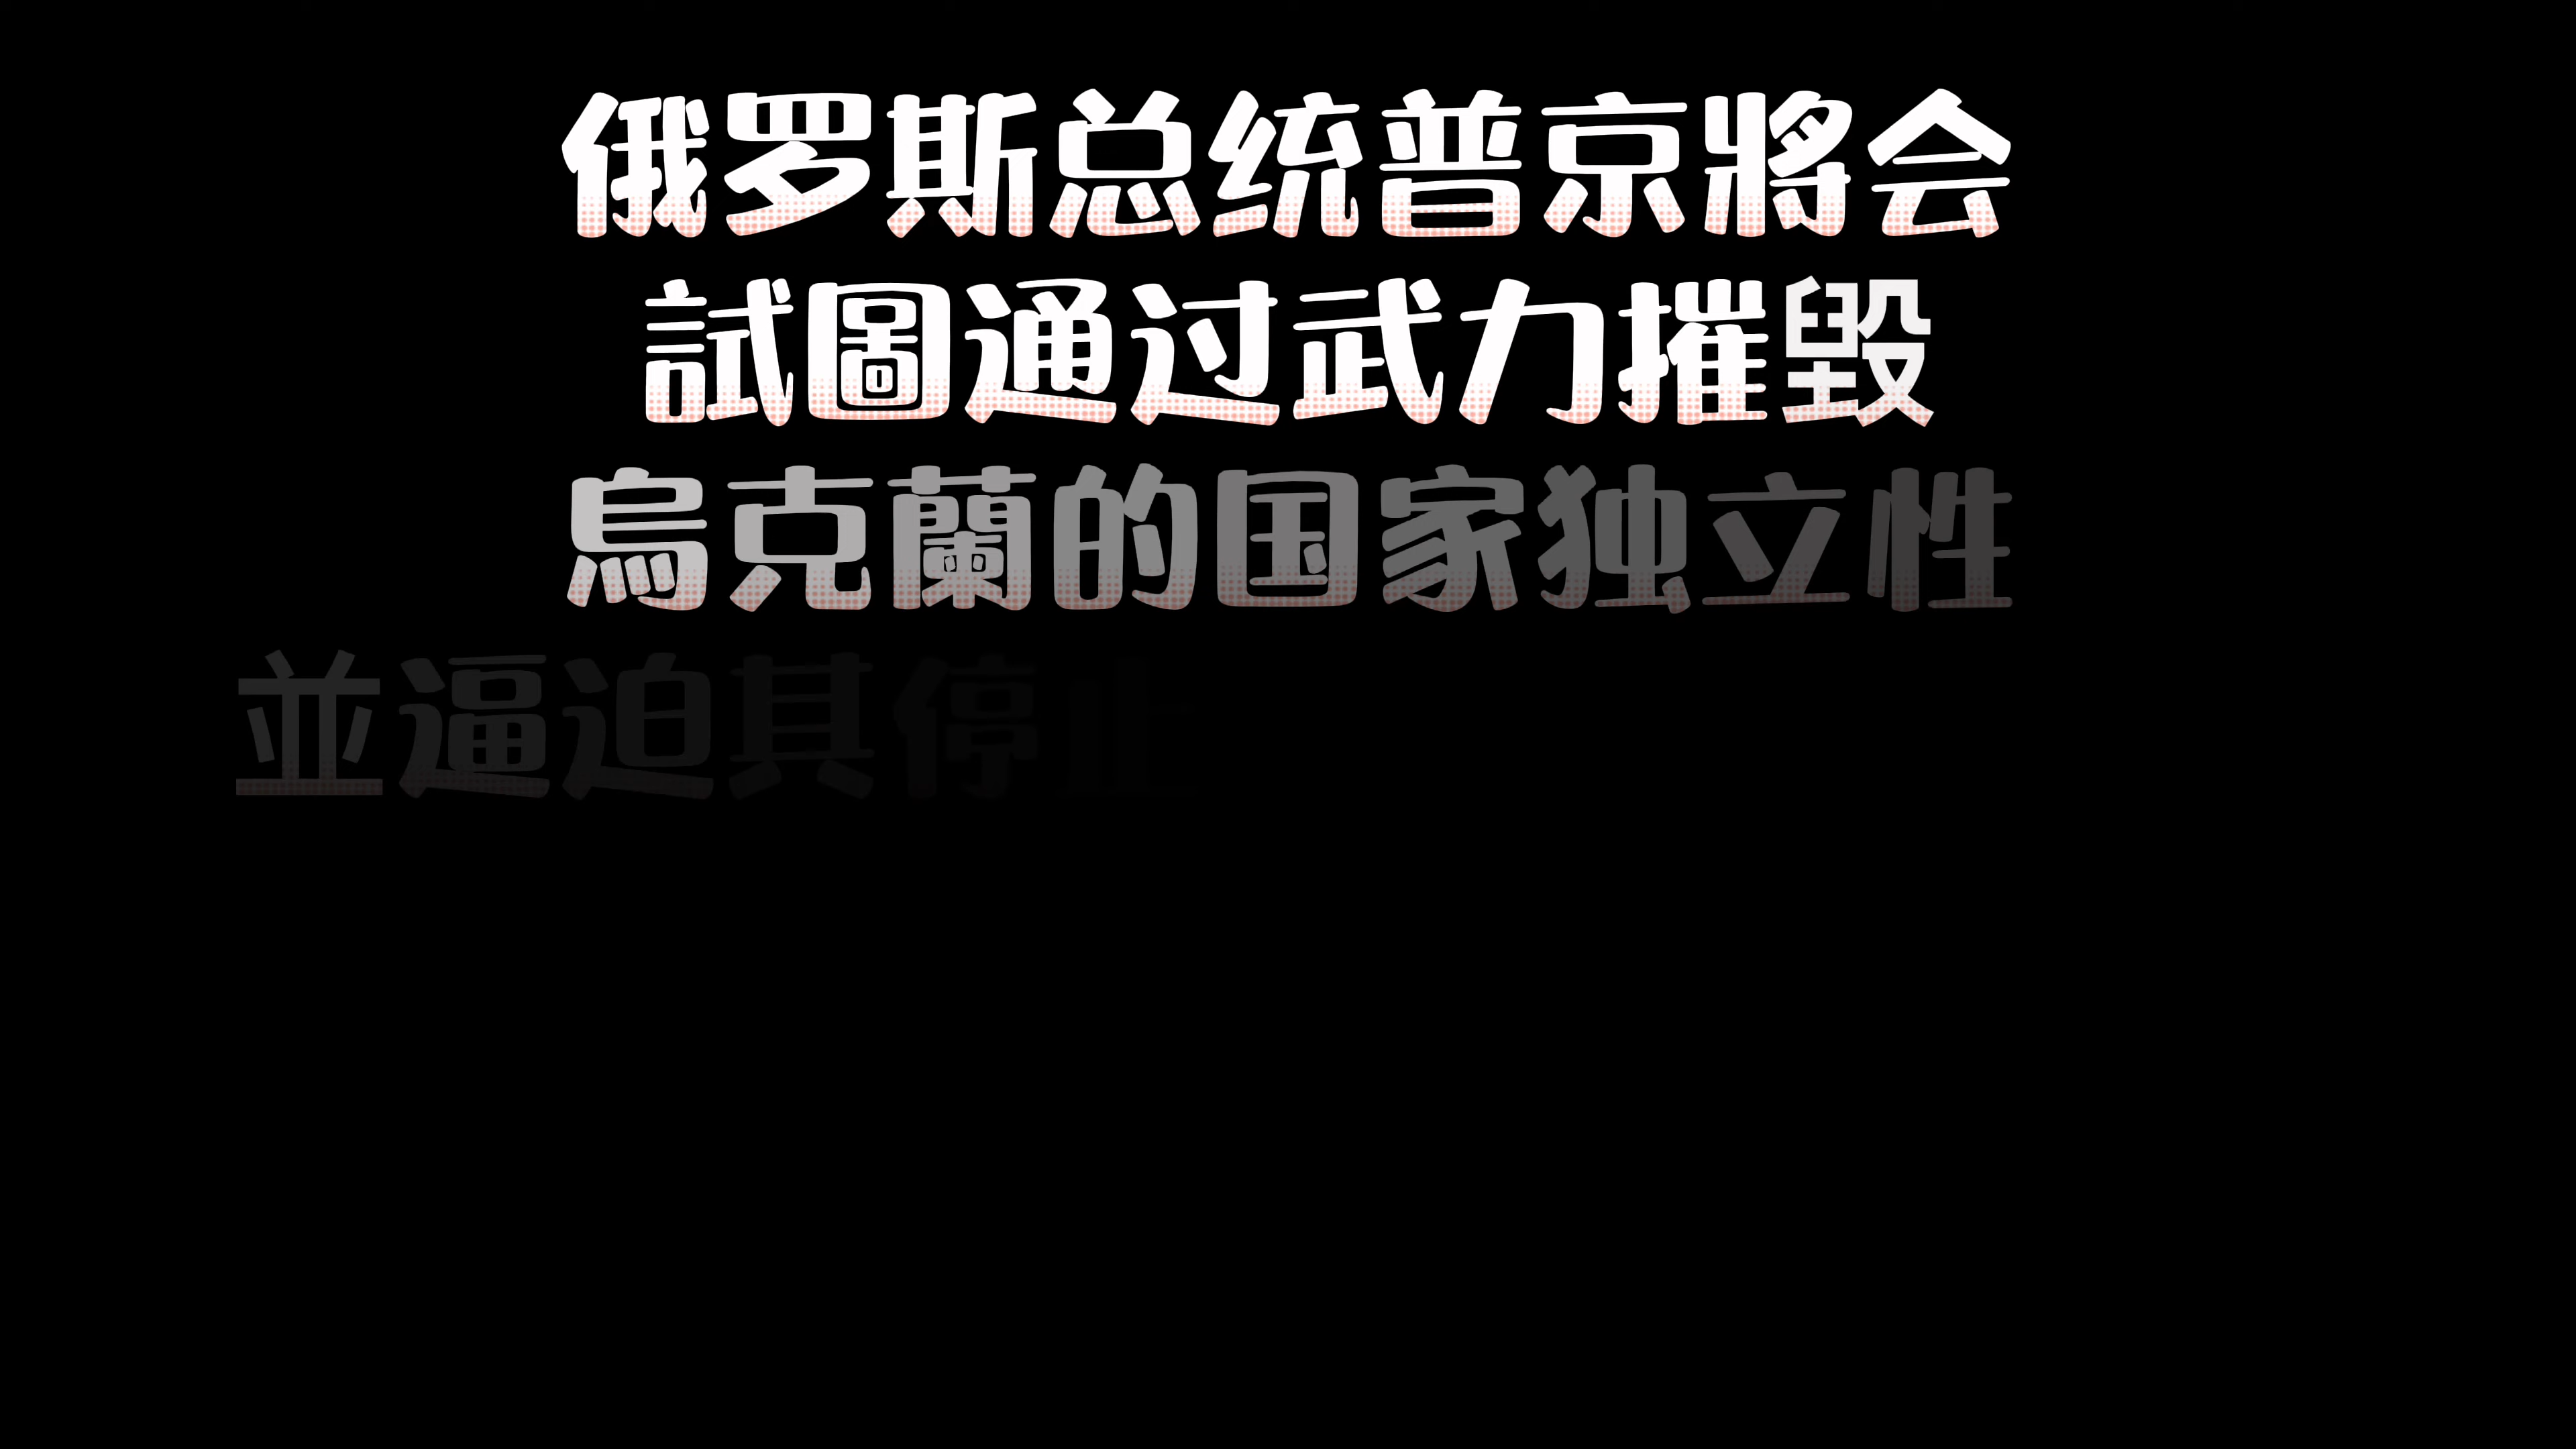 俄罗斯总统普京將会
試圖通过武力摧毀
烏克蘭的国家独立性
並逼迫其停止